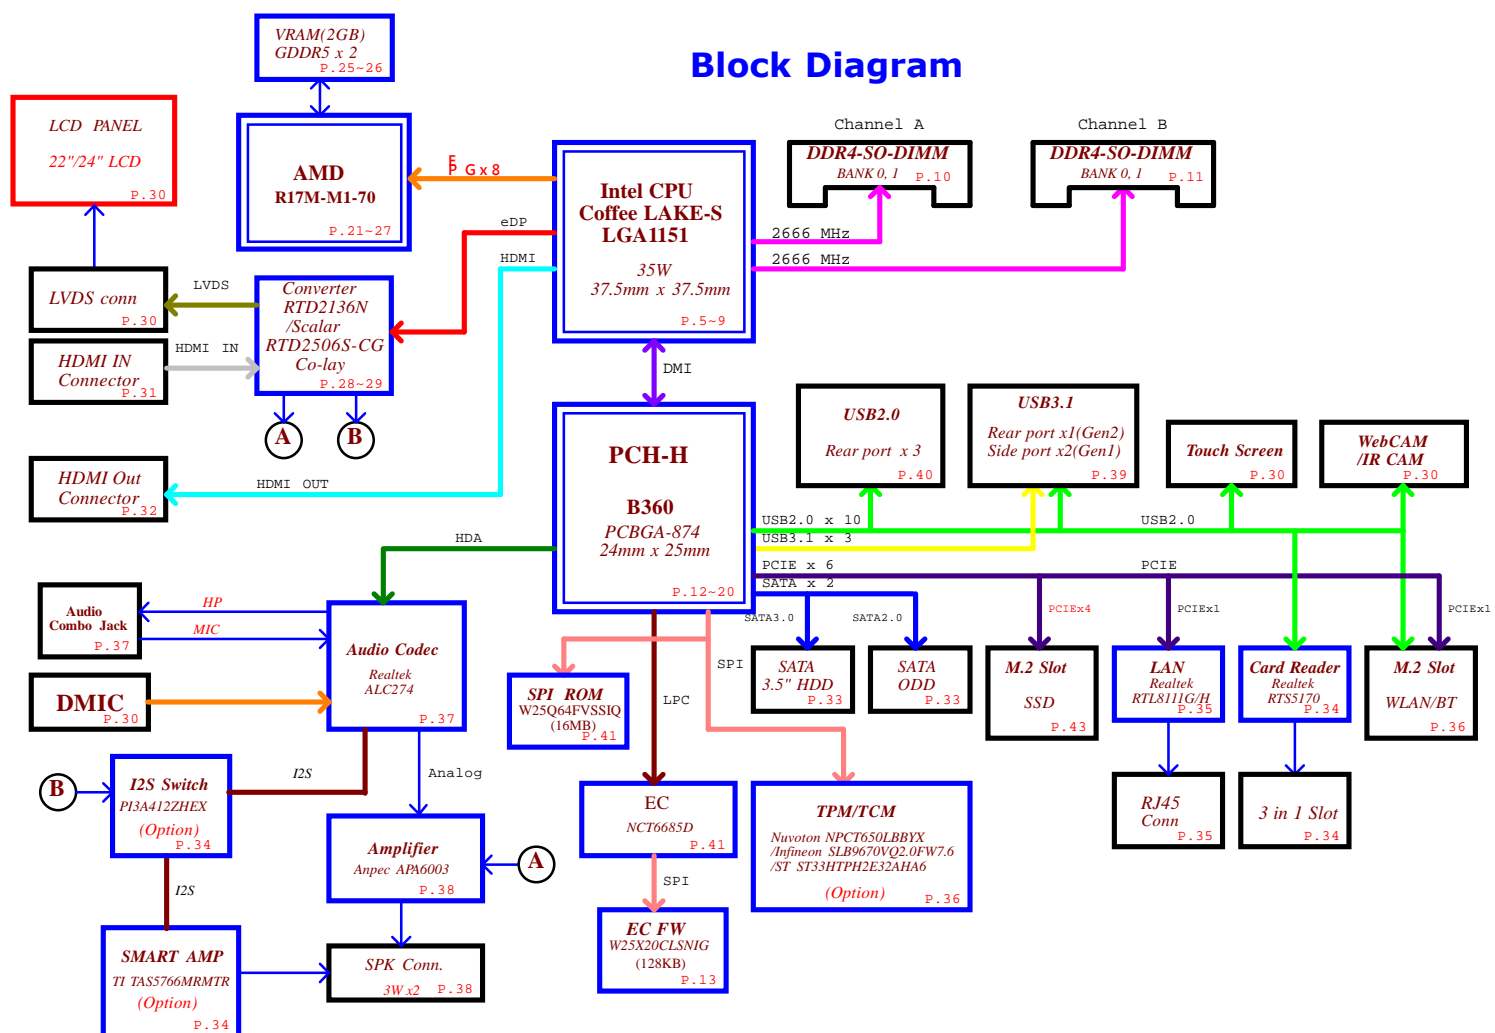 Block Diagram
VRAM(2GB)
GDDR5 x 2
P.25~26
LCD PANEL
22"/24" LCD
P.30
AMD
R17M-M1-70
P.21~27
P Gx8
eDP
HDMI
Intel CPU
Coffee LAKE-S
LGA1151
35W
37.5mm x 37.5mm
P.5~9
Channel A
DDR4-SO-DIMM
BANK 0, 1
P.10
Channel B
DDR4-SO-DIMM
BANK 0, 1
P.11
2666 MHz
2666 MHz
LVDS conn
P.30
LVDS
Converter
RTD2136N
/Scalar
RTD2506S-CG
Co-lay
P.28~29
HDMI IN
Connector
P.31
HDMI IN
A
B
HDMI Out
Connector
P.32
HDMI OUT
DMI
PCH-H
B360
PCBGA-874
24mm x 25mm
P.12~20
USB2.0
Rear port x 3
P.40
USB3.1
Rear port x1(Gen2)
Side port x2(Gen1)
P.39
Touch Screen
P.30
WebCAM
/IR CAM
P.30
USB2.0 x 10
USB2.0
USB3.1 x 3
PCIE x 6
PCIE
SATA x 2
SATA3.0
SATA2.0
PCIEx4
PCIEx1
PCIEx1
HDA
Audio
Combo Jack
P.37
HP
MIC
Audio Codec
Realtek
ALC274
P.37
DMIC
P.30
SPI
LPC
SPI ROM
W25Q64FVSSIQ
(16MB)
P.41
SATA
3.5" HDD
P.33
SATA
ODD
P.33
M.2 Slot
SSD
P.43
LAN
Realtek
RTL8111G/H
P.35
Card Reader
Realtek
RTS5170
P.34
M.2 Slot
WLAN/BT
P.36
B
I2S Switch
PI3A412ZHEX
(Option)
P.34
I2S
Analog
Amplifier
Anpec APA6003
P.38
A
EC
NCT6685D
P.41
TPM/TCM
Nuvoton NPCT650LBBYX
/Infineon SLB9670VQ2.0FW7.6
/ST ST33HTPH2E32AHA6
(Option)
P.36
RJ45
Conn
P.35
3 in 1 Slot
P.34
I2S
SPI
SMART AMP
TI TAS5766MRMTR
(Option)
P.34
SPK Conn.
3W x2
P.38
EC FW
W25X20CLSNIG
(128KB)
P.13